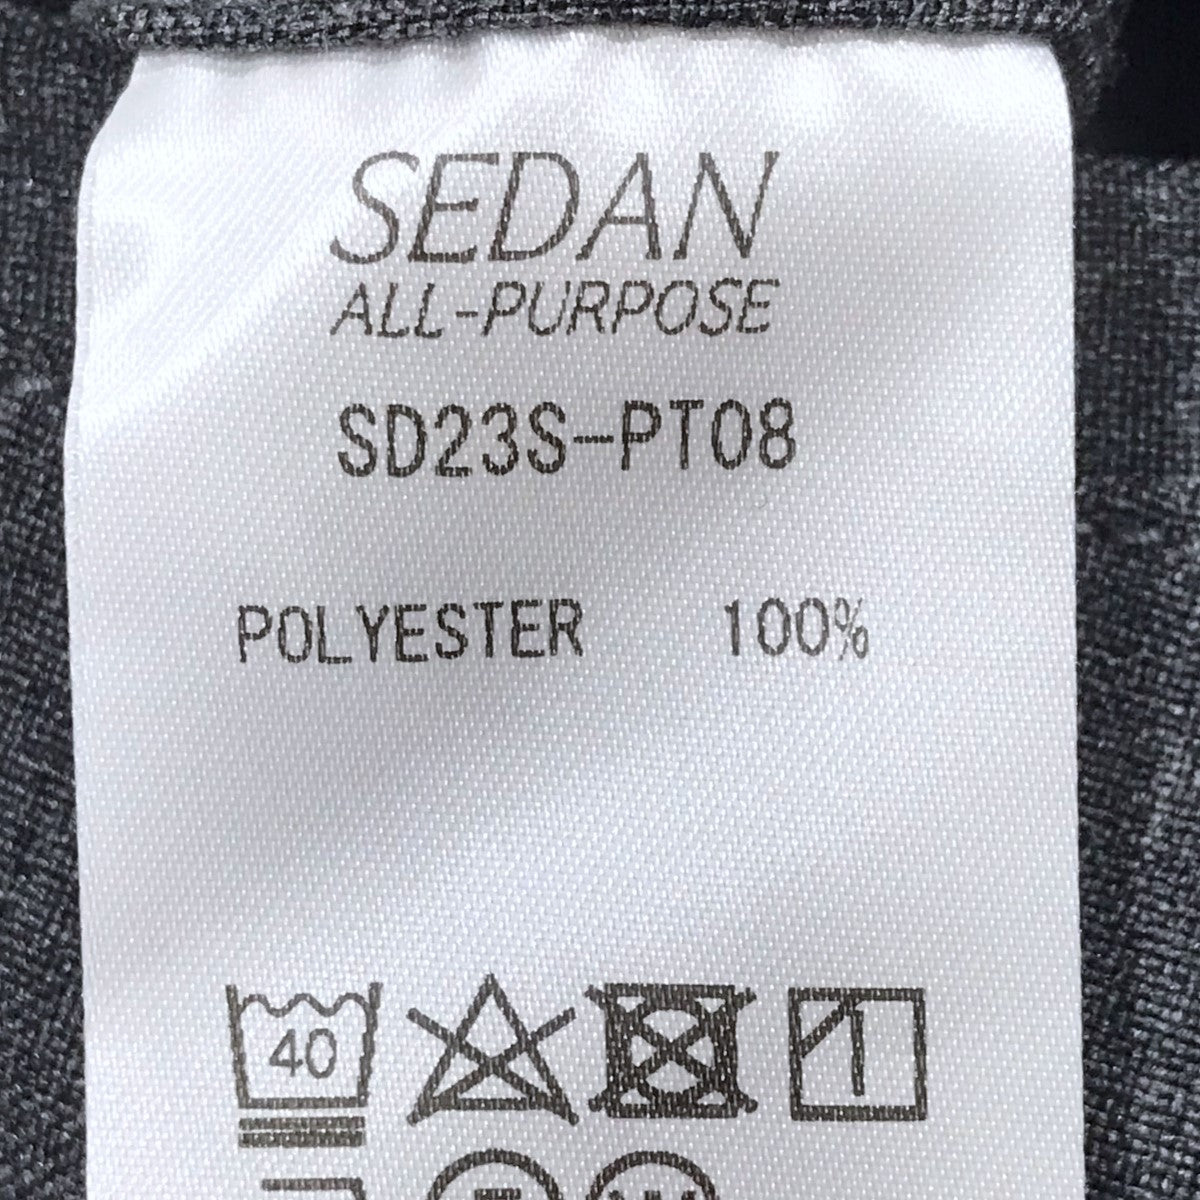 SEDAN
ALL-PURPOSE
SD23S-PT08
POLYESTER 100%
40